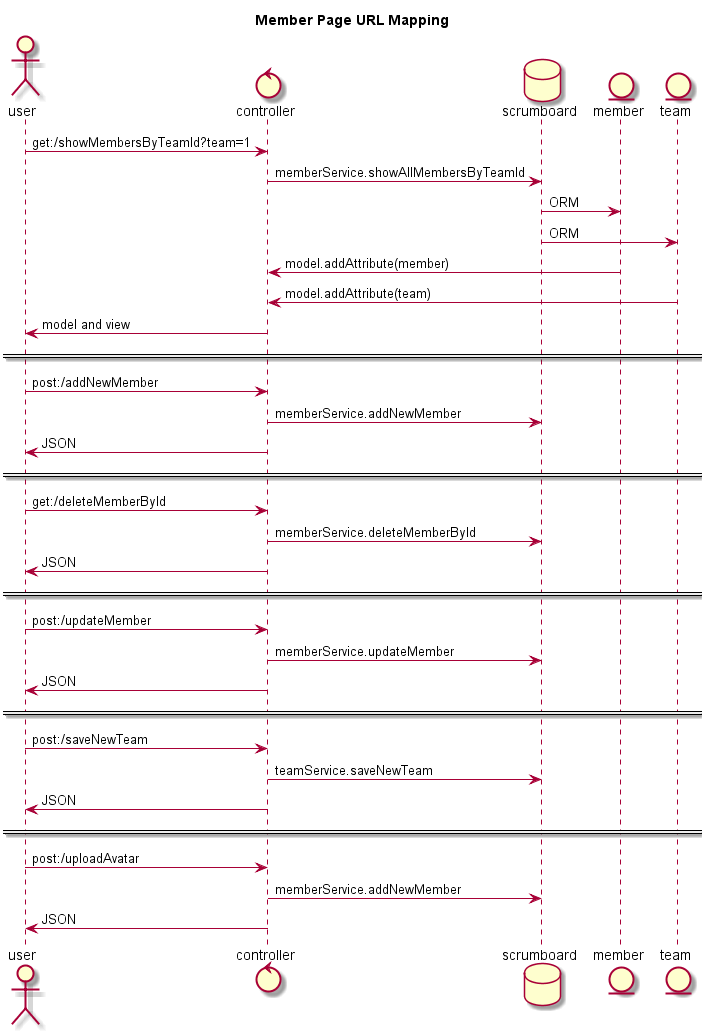 Member Page URL Mapping
user
controller
scrumboard
member
team
get:/showMembersByTeamId?team=1
memberService.showAllMembersByTeamId
ORM
ORM
model.addAttribute(member)
model.addAttribute(team)
model and view
post:/addNewMember
memberService.addNewMember
JSON
get:/deleteMemberById
memberService.deleteMemberById
JSON
post:/updateMember
memberService.updateMember
JSON
post:/saveNewTeam
teamService.saveNewTeam
JSON
post:/uploadAvatar
memberService.addNewMember
JSON
user
controller
scrumboard
member
team